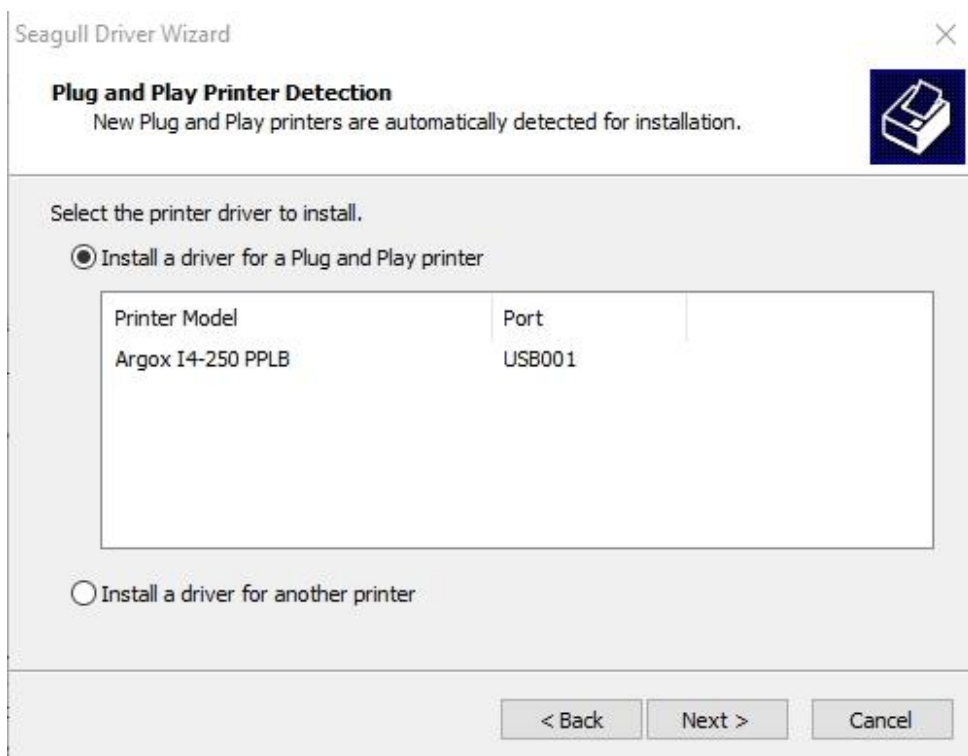 Seagull Driver Wizard
Plug and Play Printer Detection
New Plug and Play printers are automatically detected for installation.
Select the printer driver to install.
Install a driver for a Plug and Play printer
Printer Model Port
Argox I4-250 PPLB USB001
Install a driver for another printer
< Back Next > Cancel